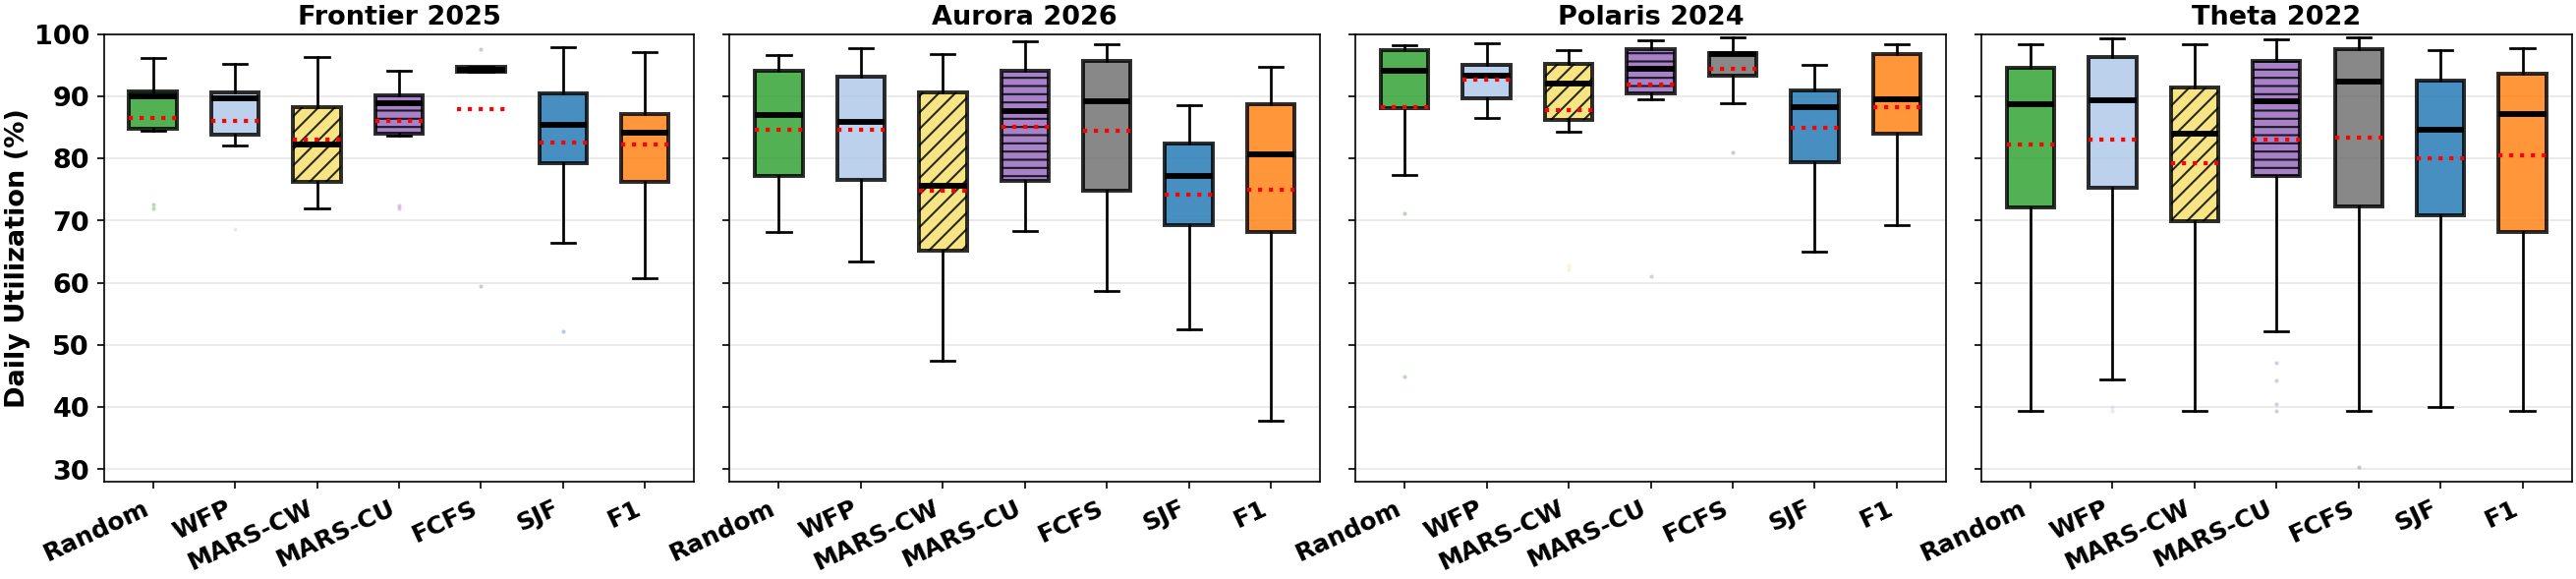 Frontier 2025
Aurora 2026
Polaris 2024
Theta 2022
Daily Utilization (%)
100
90
80
70
60
50
40
30
Random
WFP
MARS-CW
MARS-CU
FCFS
SJF
F1
Random
WFP
MARS-CW
MARS-CU
FCFS
SJF
F1
Random
WFP
MARS-CW
MARS-CU
FCFS
SJF
F1
Random
WFP
MARS-CW
MARS-CU
FCFS
SJF
F1